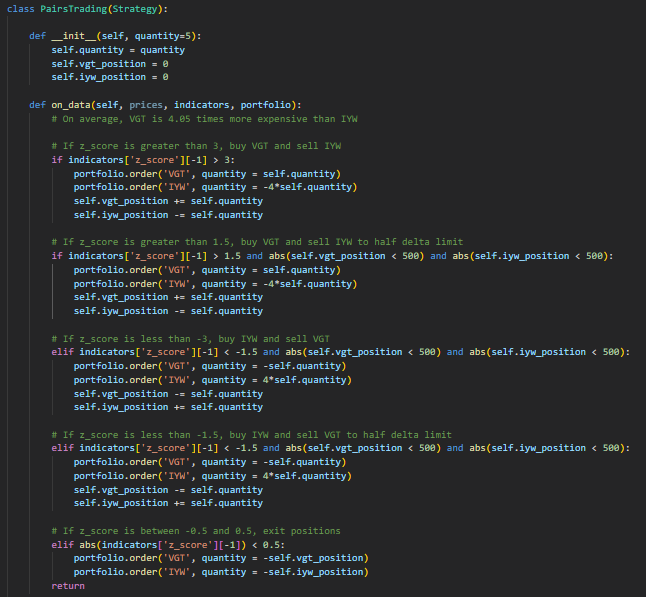 class PairsTrading(Strategy):
def __init__(self, quantity=5):
self.quantity = quantity
self.vgt_position = 0
self.iyw_position = 0
def on_data(self, prices, indicators, portfolio):
# On average, VGT is 4.05 times more expensive than IYW
# If z_score is greater than 3, buy VGT and sell IYW
if indicators['z_score'][-1] > 3:
portfolio.order('VGT', quantity = self.quantity)
portfolio.order('IYW', quantity = -4*self.quantity)
self.vgt_position += self.quantity
self.iyw_position -= self.quantity
# If z_score is greater than 1.5, buy VGT and sell IYW to half delta limit
if indicators['z_score'][-1] > 1.5 and abs(self.vgt_position < 500) and abs(self.iyw_position < 500):
portfolio.order('VGT', quantity = self.quantity)
portfolio.order('IYW', quantity = -4*self.quantity)
self.vgt_position += self.quantity
self.iyw_position -= self.quantity
# If z_score is less than -3, buy IYW and sell VGT
elif indicators['z_score'][-1] < -1.5 and abs(self.vgt_position < 500) and abs(self.iyw_position < 500):
portfolio.order('VGT', quantity = -self.quantity)
portfolio.order('IYW', quantity = 4*self.quantity)
self.vgt_position -= self.quantity
self.iyw_position += self.quantity
# If z_score is less than -1.5, buy IYW and sell VGT to half delta limit
elif indicators['z_score'][-1] < -1.5 and abs(self.vgt_position < 500) and abs(self.iyw_position < 500):
portfolio.order('VGT', quantity = -self.quantity)
portfolio.order('IYW', quantity = 4*self.quantity)
self.vgt_position -= self.quantity
self.iyw_position += self.quantity
# If z_score is between -0.5 and 0.5, exit positions
elif abs(indicators['z_score'][-1]) < 0.5:
portfolio.order('VGT', quantity = -self.vgt_position)
portfolio.order('IYW', quantity = -self.iyw_position)
return